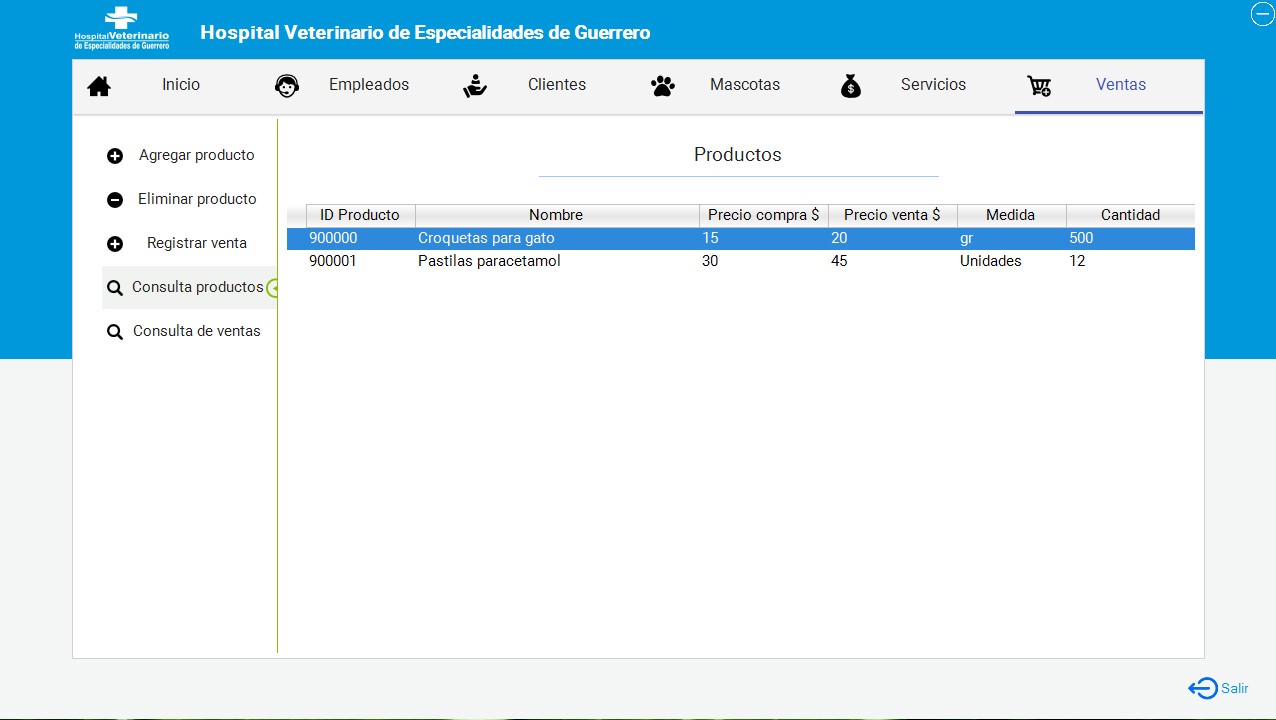 HospitalVeterinario
de Especialidades de Guerrero
Hospital Veterinario de Especialidades de Guerrero
Inicio Empleados Clientes Mascotas Servicios Ventas
Agregar producto
Eliminar producto
Registrar venta
Consulta productos
Consulta de ventas
Productos
ID Producto Nombre Precio compra $ Precio venta $ Medida Cantidad
900000 Croquetas para gato 15 20 gr 500
900001 Pastilas paracetamol 30 45 Unidades 12
Salir